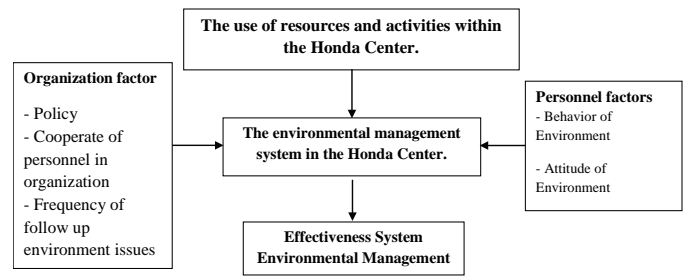 The use of resources and activities within
the Honda Center.
Organization factor
- Policy
- Cooperate of
personnel in
organization
- Frequency of
follow up
environment issues
The environmental management
system in the Honda Center.
Personnel factors
- Behavior of
Environment
- Attitude of
Environment
Effectiveness System
Environmental Management